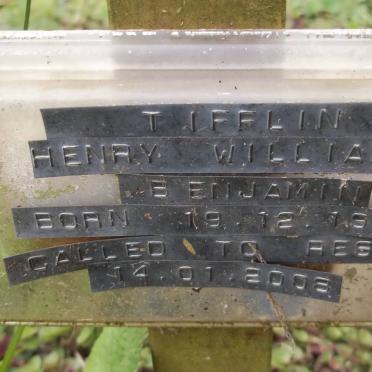 TIFFLIN
HENRY WILLIA
BENJAMIN
BORN 19 12 19
CALLED TO RES
14 01 2008